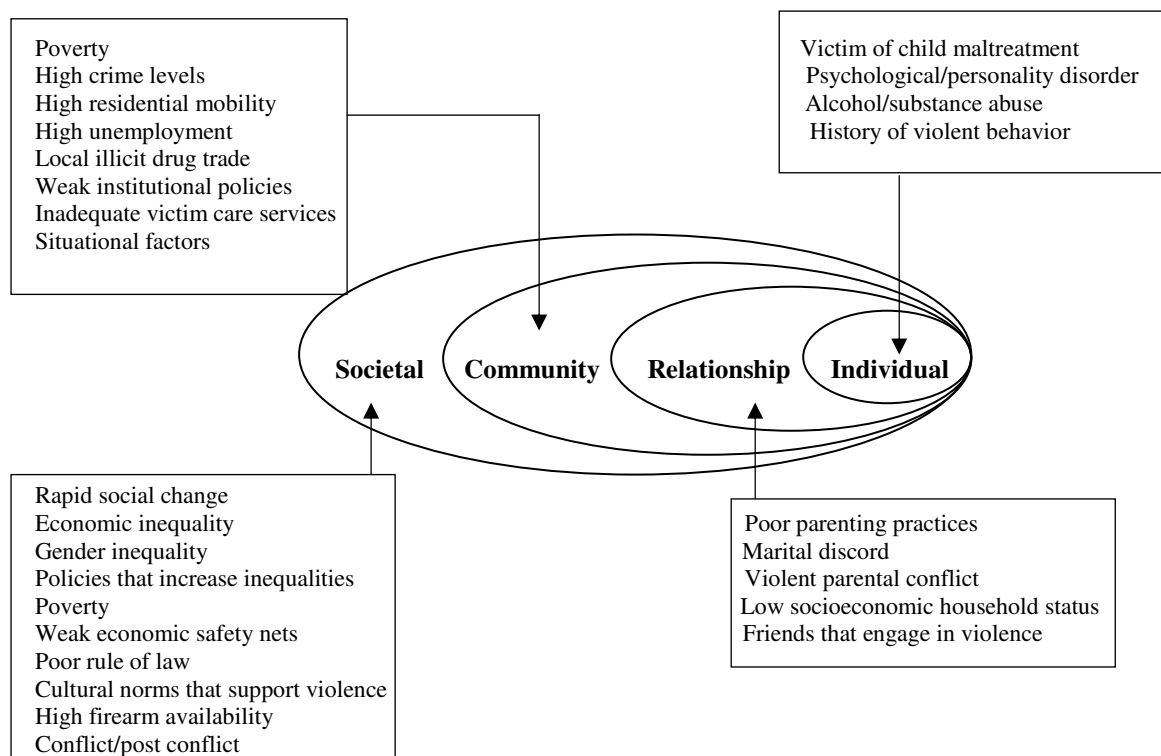 Poverty
High crime levels
High residential mobility
High unemployment
Local illicit drug trade
Weak institutional policies
Inadequate victim care services
Situational factors
Victim of child maltreatment
Psychological/personality disorder
Alcohol/substance abuse
History of violent behavior
Societal
Community
Relationship
Individual
Rapid social change
Economic inequality
Gender inequality
Policies that increase inequalities
Poverty
Weak economic safety nets
Poor rule of law
Cultural norms that support violence
High firearm availability
Conflict/post conflict
Poor parenting practices
Marital discord
Violent parental conflict
Low socioeconomic household status
Friends that engage in violence